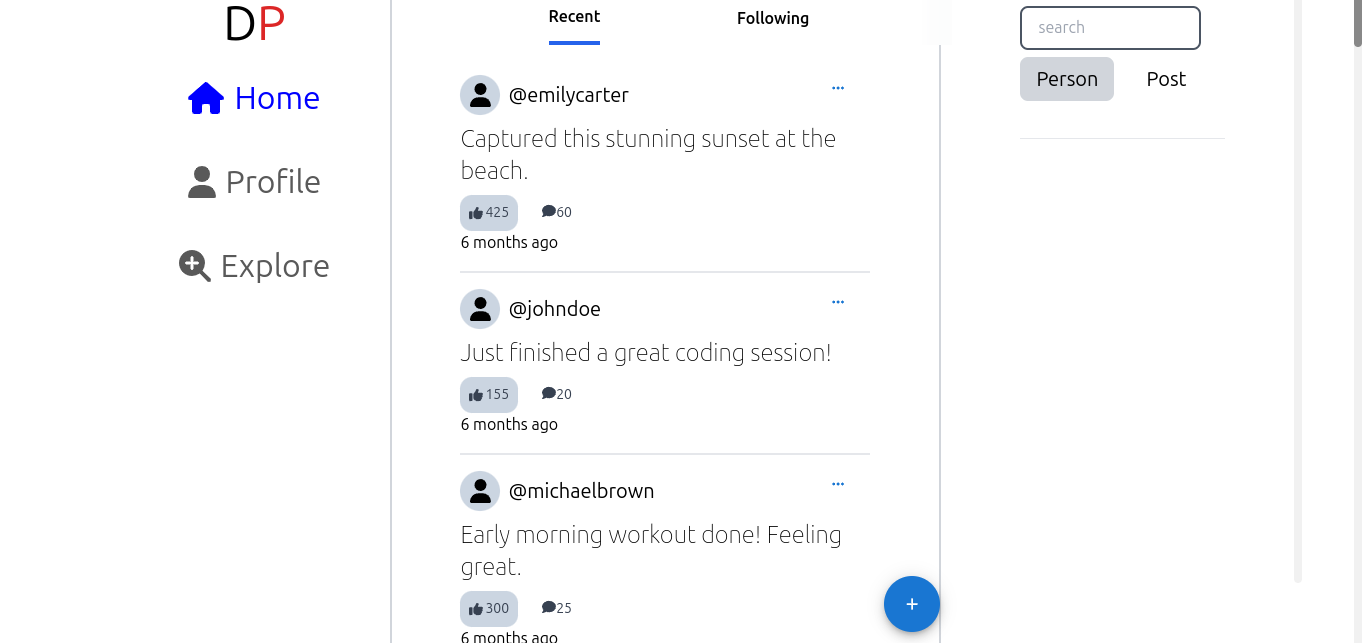 DP
Home
Profile
Explore
Recent
Following
@emilycarter
...
Captured this stunning sunset at the
beach.
425
60
6 months ago
@johndoe
...
Just finished a great coding session!
155
20
6 months ago
@michaelbrown
...
Early morning workout done! Feeling
great.
300
25
6 months ago
+
search
Person
Post